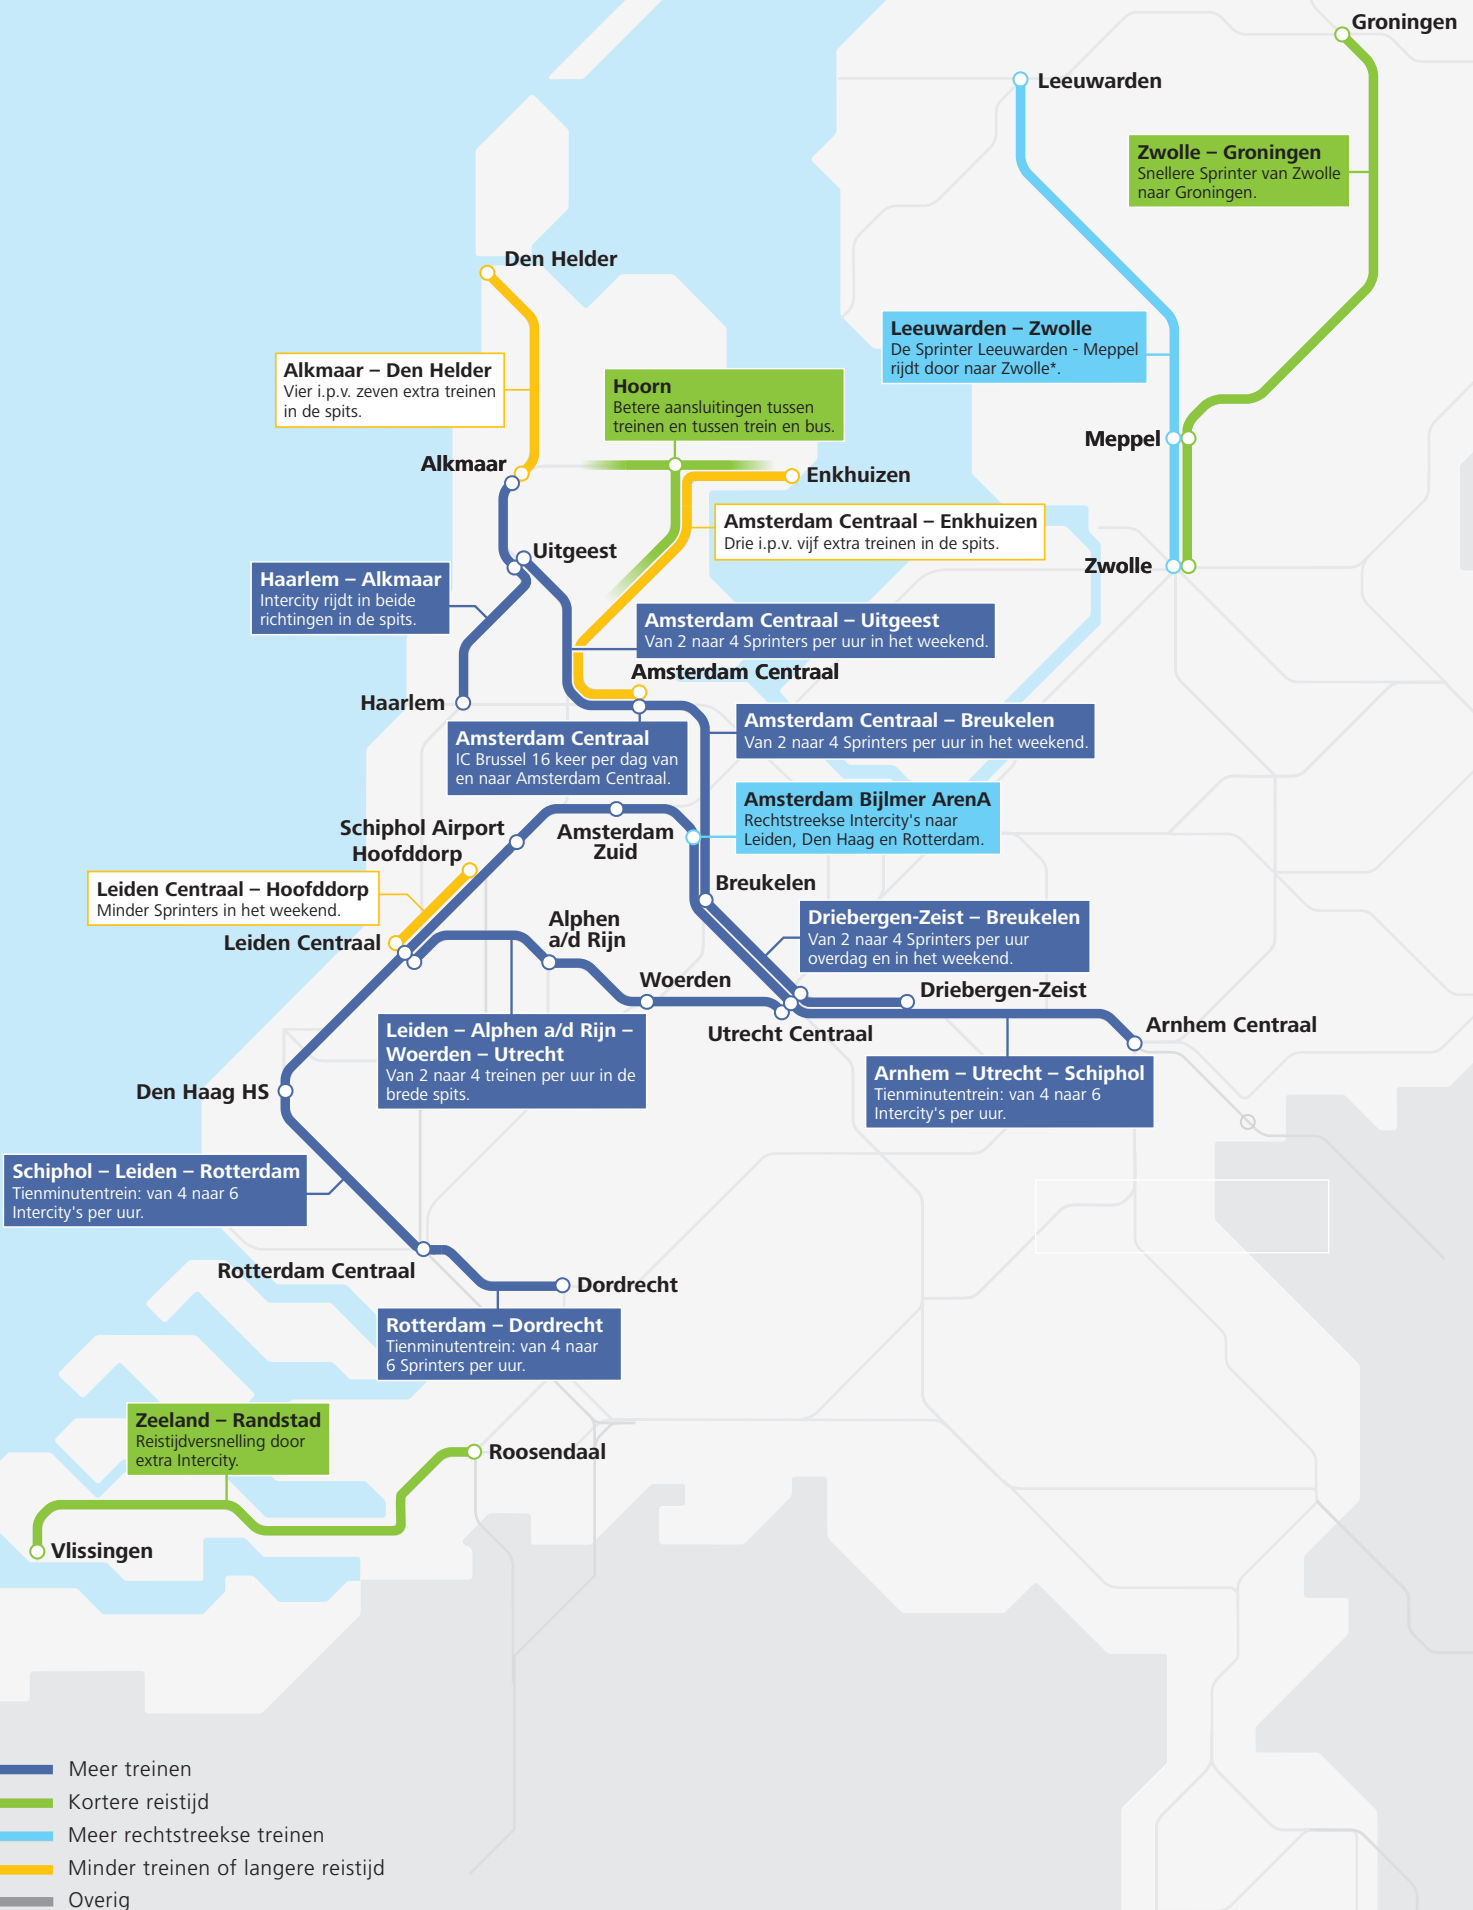 Groningen
Leeuwarden
Zwolle – Groningen
Snellere Sprinter van Zwolle
naar Groningen.
Den Helder
Leeuwarden – Zwolle
De Sprinter Leeuwarden - Meppel
rijdt door naar Zwolle*.
Alkmaar – Den Helder
Vier i.p.v. zeven extra treinen
in de spits.
Hoorn
Betere aansluitingen tussen
treinen en tussen trein en bus.
Meppel
Alkmaar
Enkhuizen
Amsterdam Centraal – Enkhuizen
Drie i.p.v. vijf extra treinen in de spits.
Uitgeest
Zwolle
Haarlem – Alkmaar
Intercity rijdt in beide
richtingen in de spits.
Amsterdam Centraal – Uitgeest
Van 2 naar 4 Sprinters per uur in het weekend.
Amsterdam Centraal
Haarlem
Amsterdam Centraal – Breukelen
Van 2 naar 4 Sprinters per uur in het weekend.
Amsterdam Centraal
IC Brussel 16 keer per dag van
en naar Amsterdam Centraal.
Amsterdam Bijlmer ArenA
Rechtstreekse Intercity's naar
Leiden, Den Haag en Rotterdam.
Schiphol Airport
Hoofddorp
Amsterdam
Zuid
Leiden Centraal – Hoofddorp
Minder Sprinters in het weekend.
Breukelen
Alphen
a/d Rijn
Driebergen-Zeist – Breukelen
Van 2 naar 4 Sprinters per uur
overdag en in het weekend.
Leiden Centraal
Woerden
Driebergen-Zeist
Utrecht Centraal
Arnhem Centraal
Leiden – Alphen a/d Rijn –
Woerden – Utrecht
Van 2 naar 4 treinen per uur in de
brede spits.
Arnhem – Utrecht – Schiphol
Tienminutentrein: van 4 naar 6
Intercity's per uur.
Den Haag HS
Schiphol – Leiden – Rotterdam
Tienminutentrein: van 4 naar 6
Intercity's per uur.
Rotterdam Centraal
Dordrecht
Rotterdam – Dordrecht
Tienminutentrein: van 4 naar
6 Sprinters per uur.
Zeeland – Randstad
Reistijdversnelling door
extra Intercity.
Roosendaal
Vlissingen
Meer treinen
Kortere reistijd
Meer rechtstreekse treinen
Minder treinen of langere reistijd
Overig